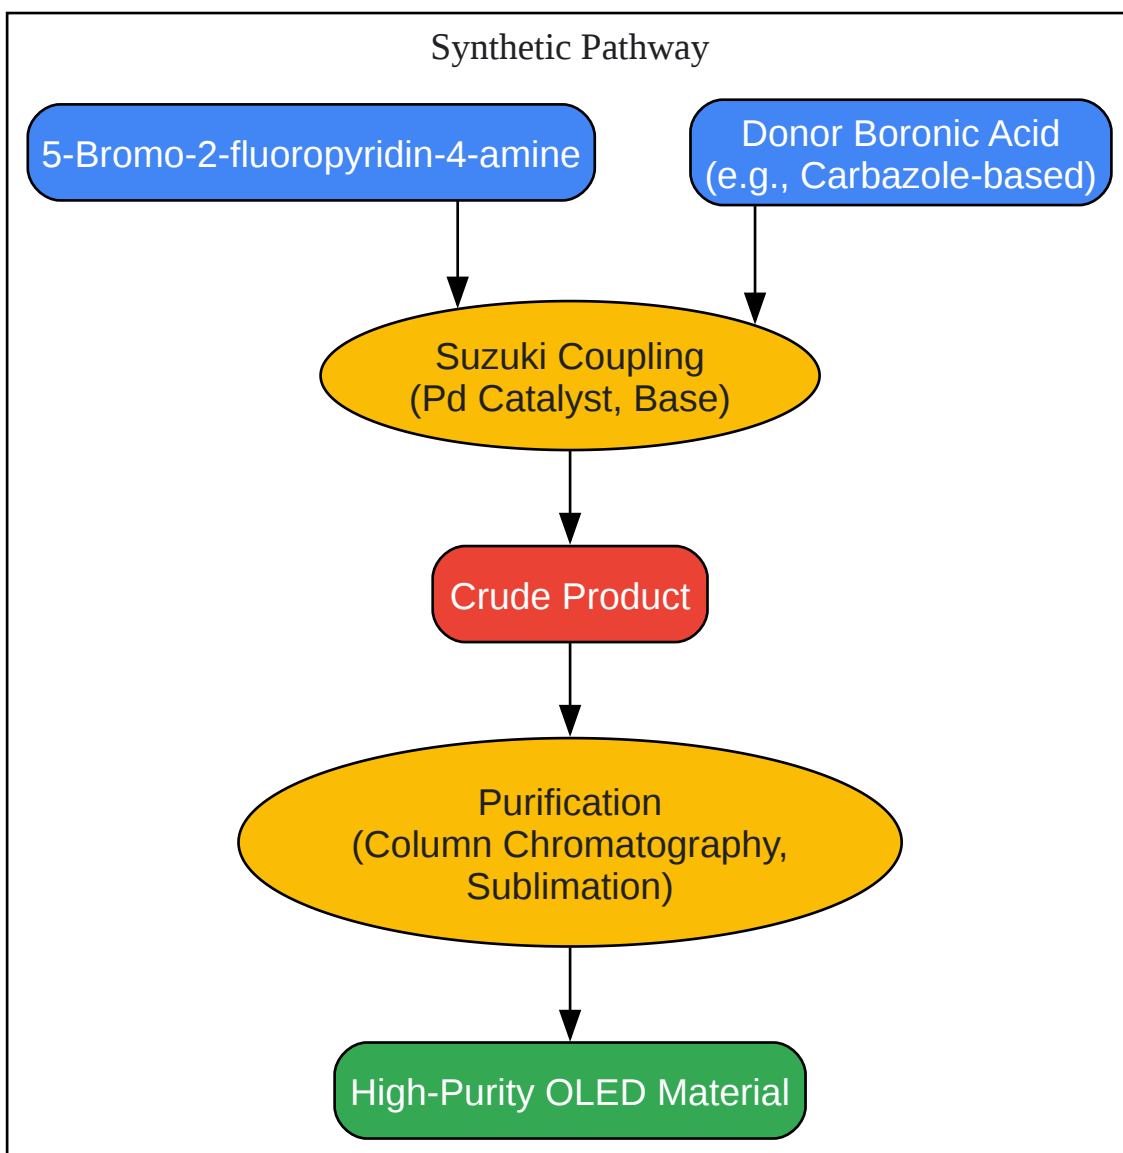 Synthetic Pathway
5-Bromo-2-fluoropyridin-4-amine
Donor Boronic Acid
(e.g., Carbazole-based)
Suzuki Coupling
(Pd Catalyst, Base)
Crude Product
Purification
(Column Chromatography,
Sublimation)
High-Purity OLED Material